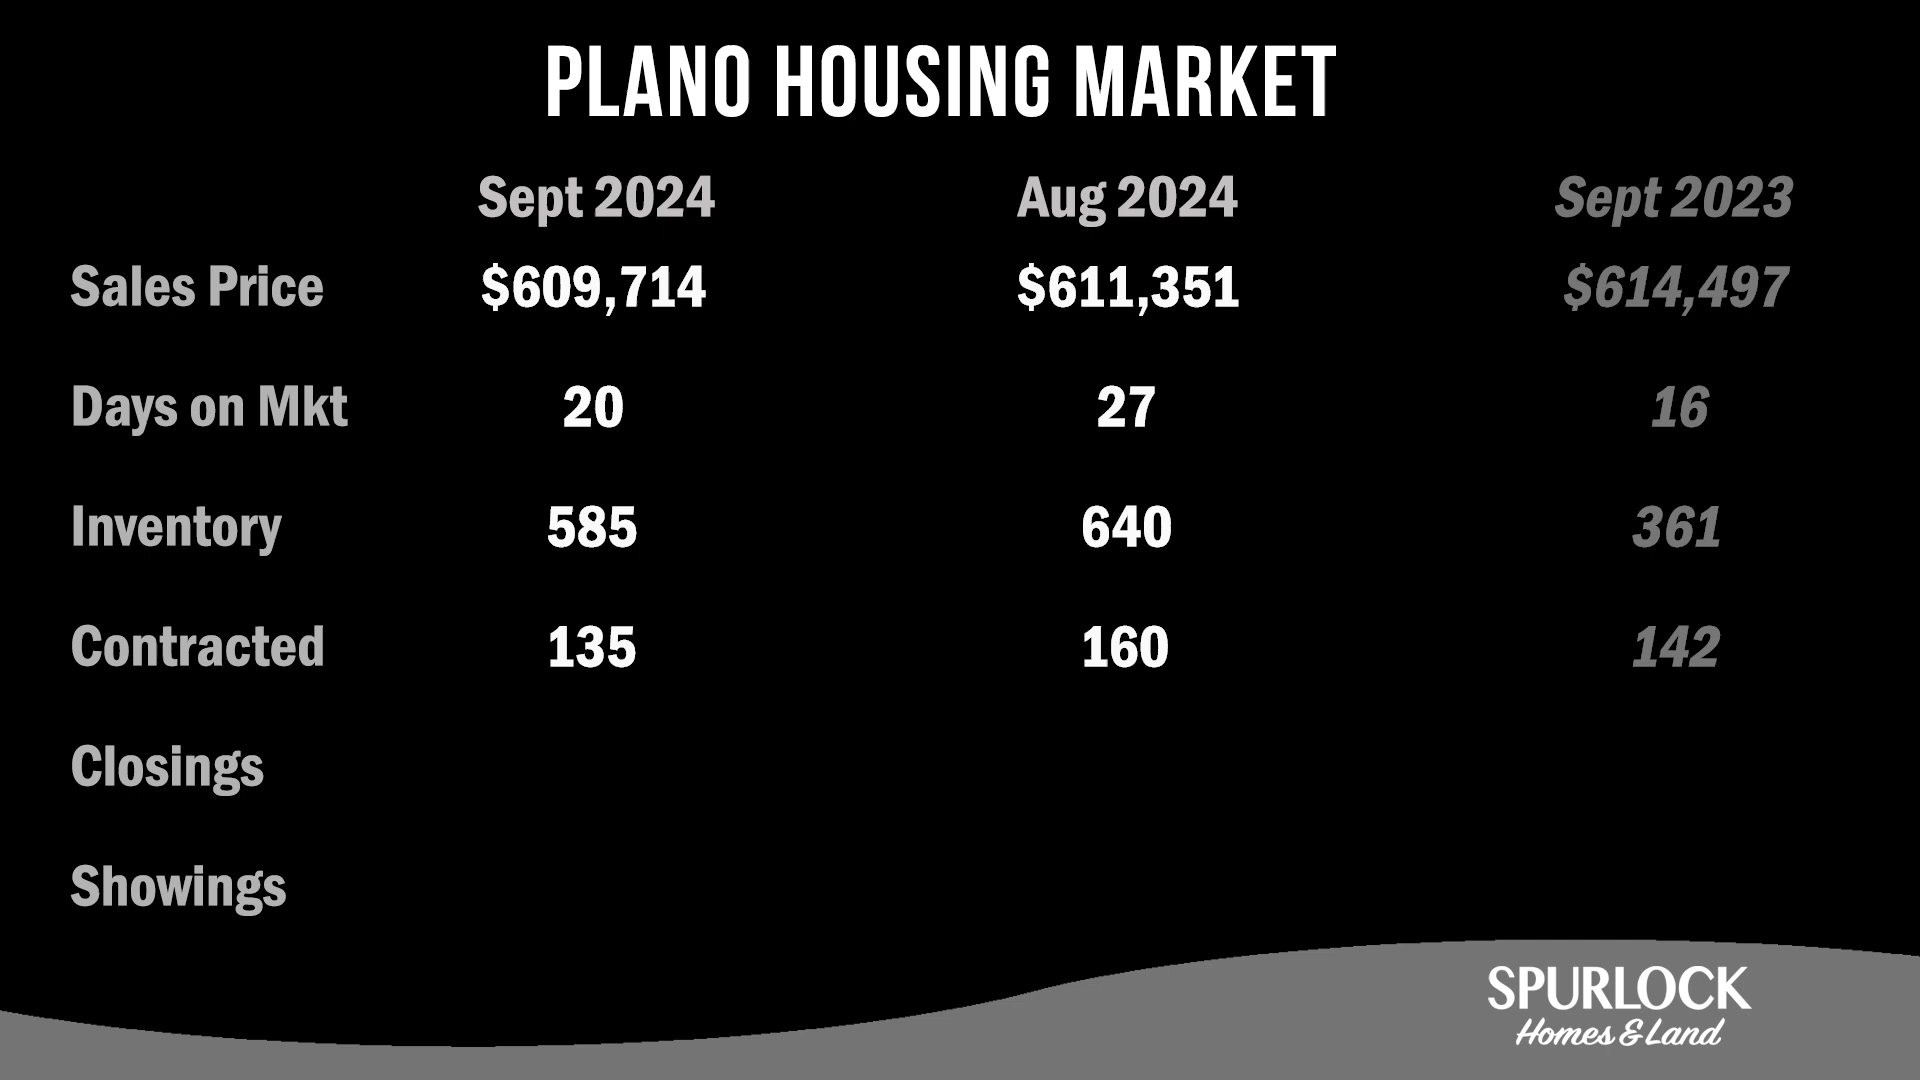 PLANO HOUSING MARKET
Sept 2024 Aug 2024 Sept 2023
Sales Price $609,714 $611,351 $614,497
Days on Mkt 20 27 16
Inventory 585 640 361
Contracted 135 160 142
Closings
Showings
SPURLOCK
Homes & Land